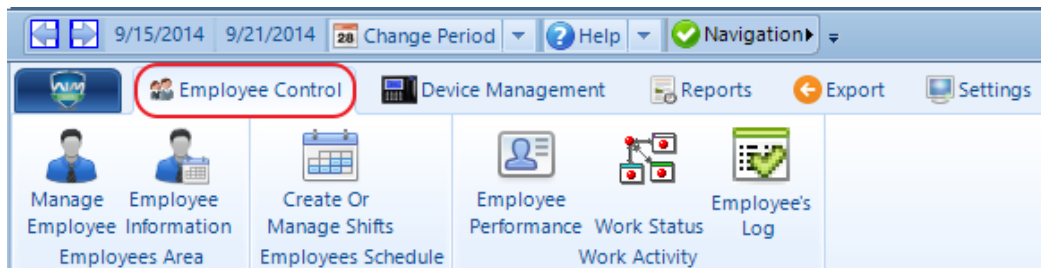 9/15/2014 9/21/2014 28 Change Period Help Navigation
AIM Employee Control Device Management Reports Export Settings
Manage Employee Create Or Employee Work Status Employee's
Employee Information Manage Shifts Performance Log
Employees Area Employees Schedule Work Activity